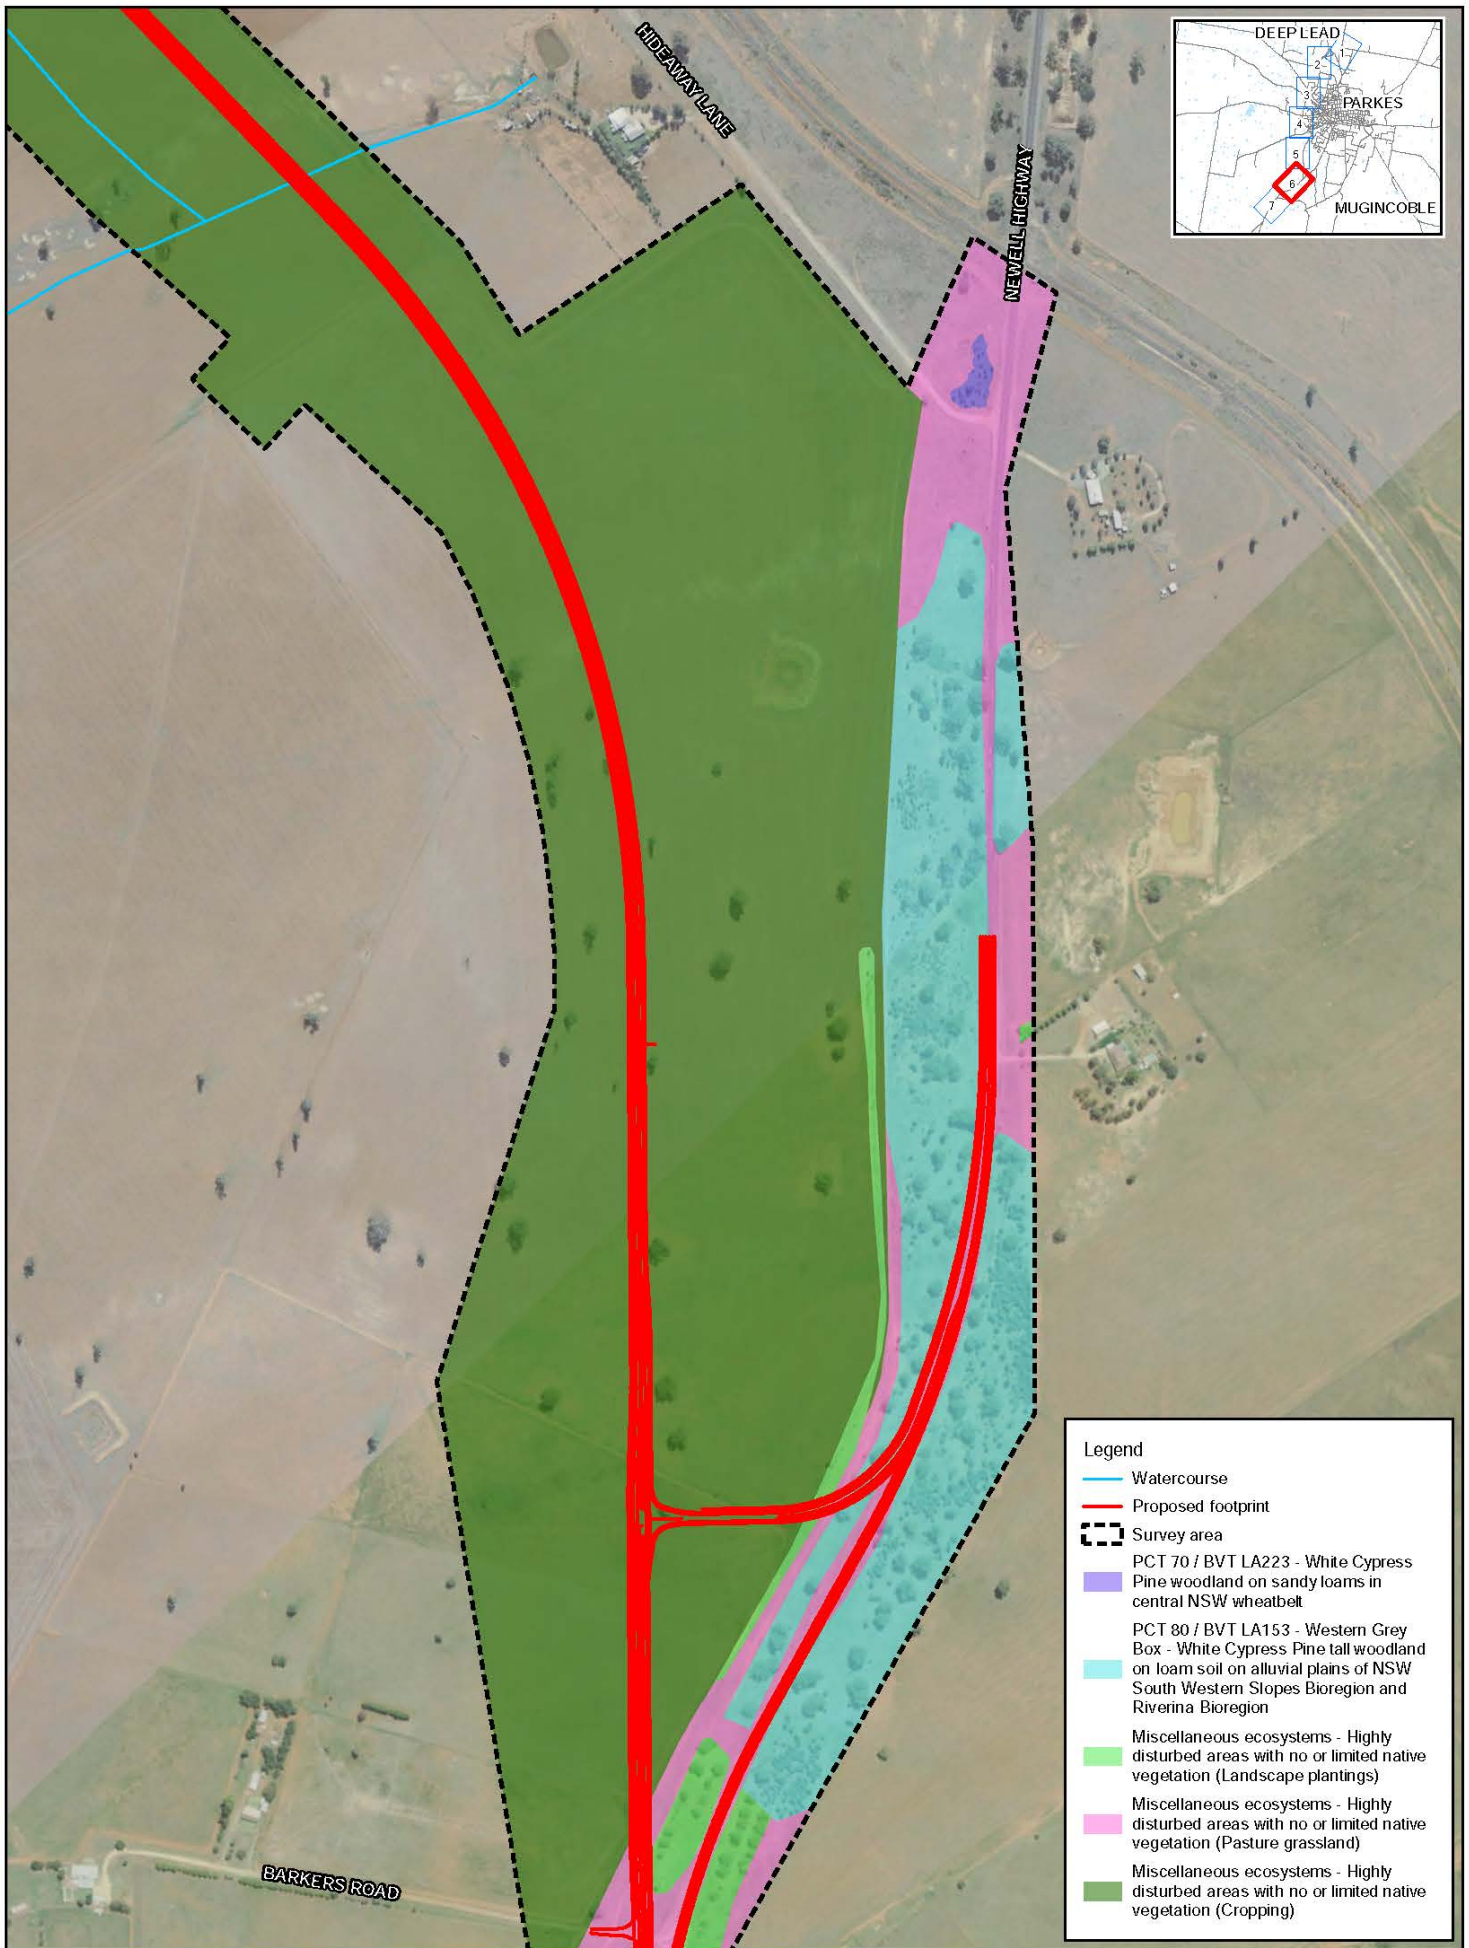 HIDEAWAY LANE
NEWELL HIGHWAY
DEEP LEAD
1
2
3
PARKES
4
5
6
7
MUGINCOBLE
BARKERS ROAD
Legend
Watercourse
Proposed footprint
Survey area
PCT 70 / BVT LA223 - White Cypress
Pine woodland on sandy loams in
central NSW wheatbelt
PCT 80 / BVT LA153 - Western Grey
Box - White Cypress Pine tall woodland
on loam soil on alluvial plains of NSW
South Western Slopes Bioregion and
Riverina Bioregion
Miscellaneous ecosystems - Highly
disturbed areas with no or limited native
vegetation (Landscape plantings)
Miscellaneous ecosystems - Highly
disturbed areas with no or limited native
vegetation (Pasture grassland)
Miscellaneous ecosystems - Highly
disturbed areas with no or limited native
vegetation (Cropping)